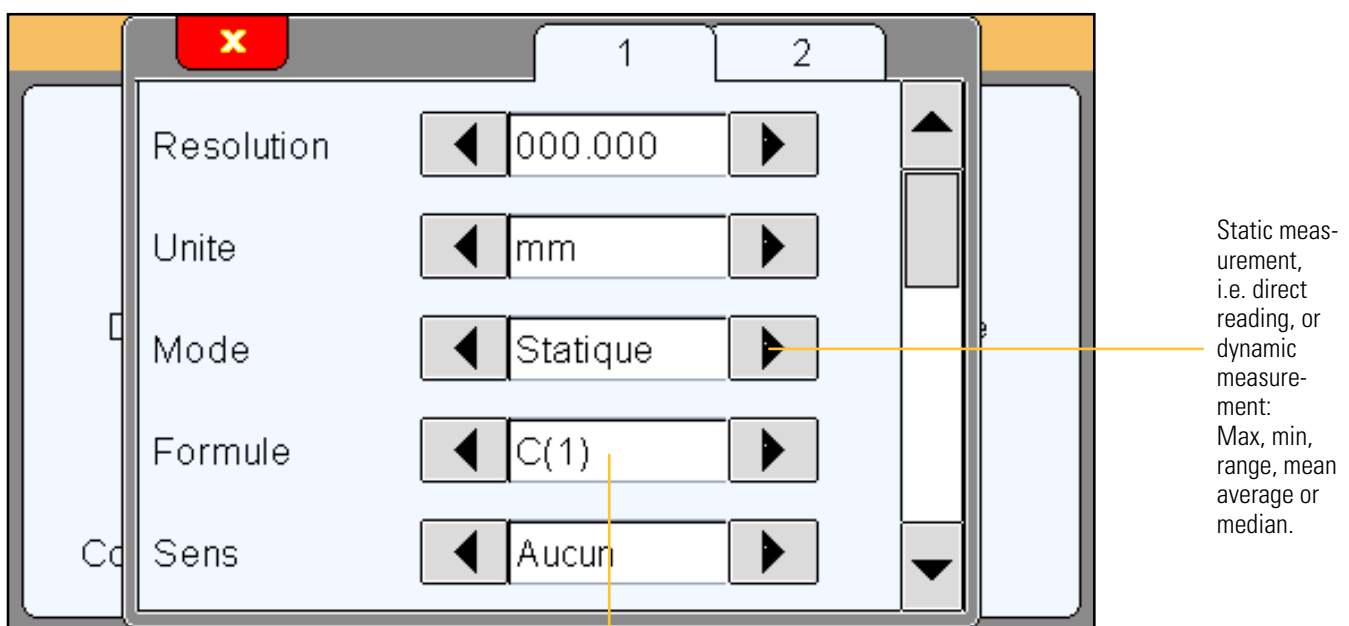 x
1
2
Resolution
000.000
Unite
mm
Mode
Statique
Formule
C(1)
Sens
Aucun
Static meas-
urement,
i.e. direct
reading, or
dynamic
measure-
ment:
Max, min,
range, mean
average or
median.